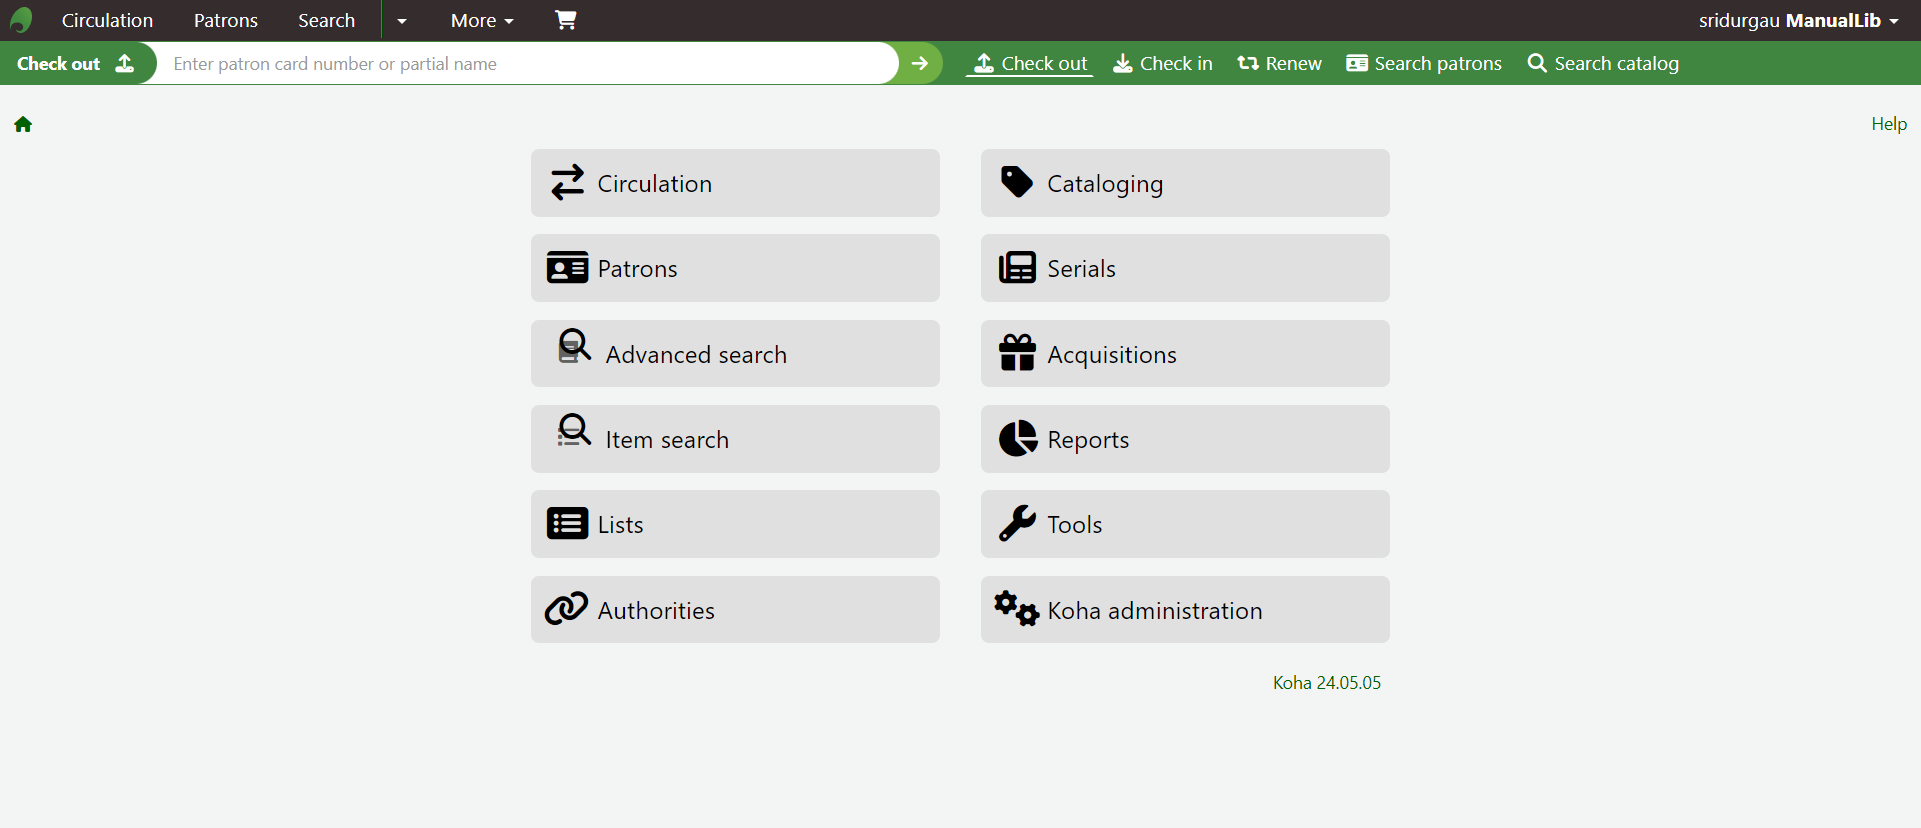 Circulation Patrons Search More sridurgau ManualLib
Check out Enter patron card number or partial name Check out Check in Renew Search patrons Search catalog
Help
Circulation Cataloging
Patrons Serials
Advanced search Acquisitions
Item search Reports
Lists Tools
Authorities Koha administration
Koha 24.05.05